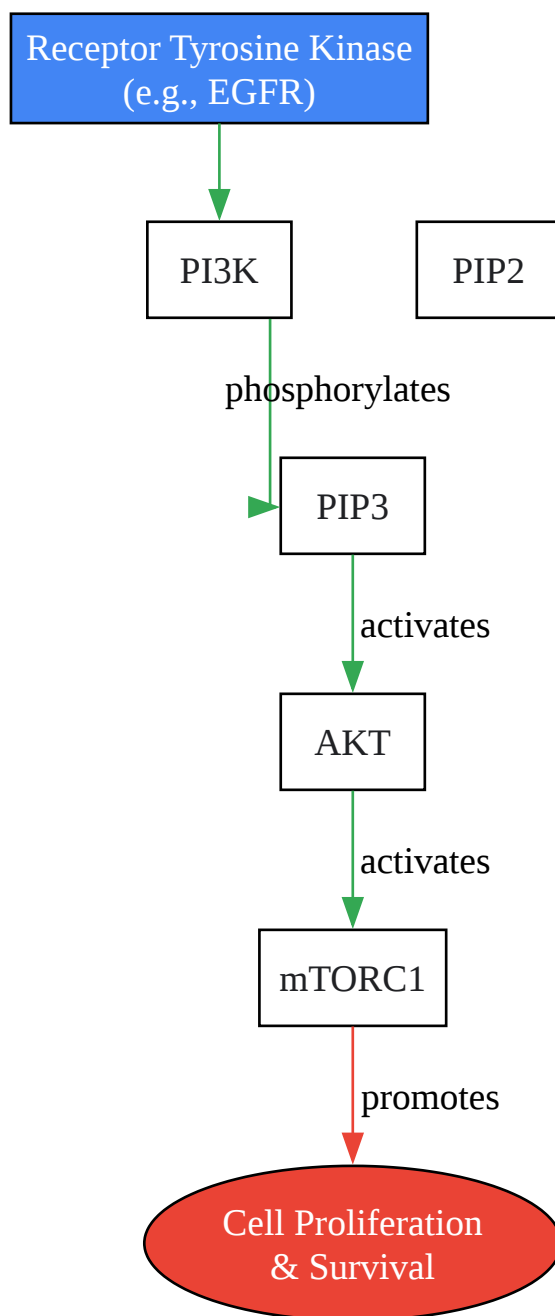 Receptor Tyrosine Kinase
(e.g., EGFR)
PI3K
PIP2
phosphorylates
PIP3
activates
AKT
activates
mTORC1
promotes
Cell Proliferation
& Survival